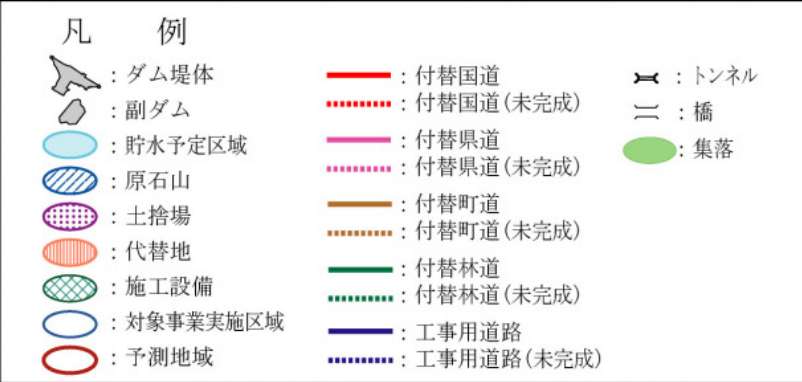 凡 例
：ダム堤体
：副ダム
：貯水予定区域
：原石山
：土捨場
：代替地
：施工設備
：対象事業実施区域
：予測地域
：付替国道
：付替国道(未完成)
：付替県道
：付替県道(未完成)
：付替町道
：付替町道(未完成)
：付替林道
：付替林道(未完成)
：工事用道路
：工事用道路(未完成)
：トンネル
：橋
：集落